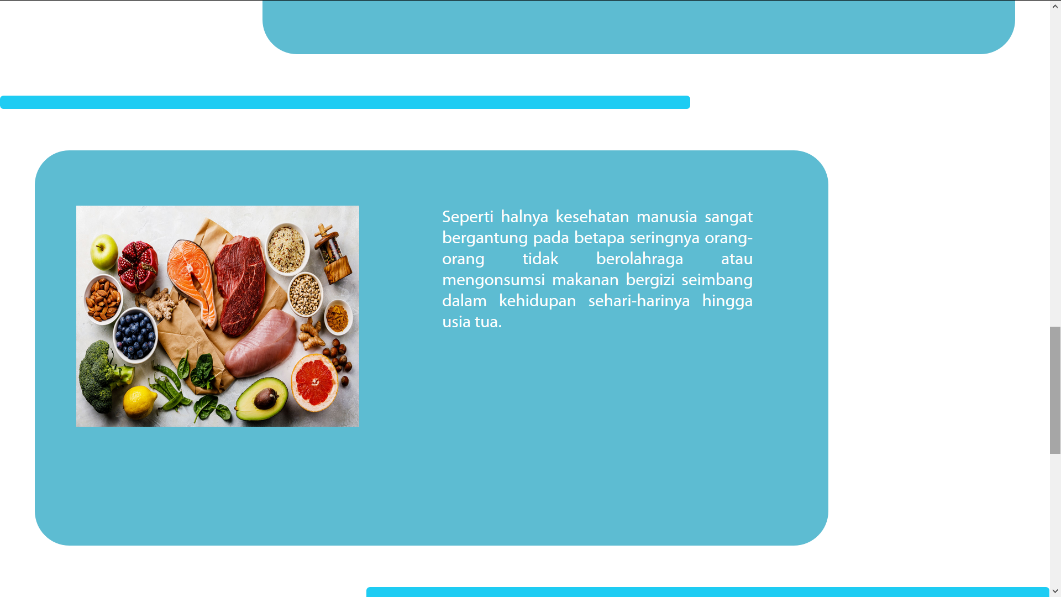 Seperti halnya kesehatan manusia sangat
bergantung pada betapa seringnya orang-
orang tidak berolahraga atau
mengonsumsi makanan bergizi seimbang
dalam kehidupan sehari-harinya hingga
usia tua.